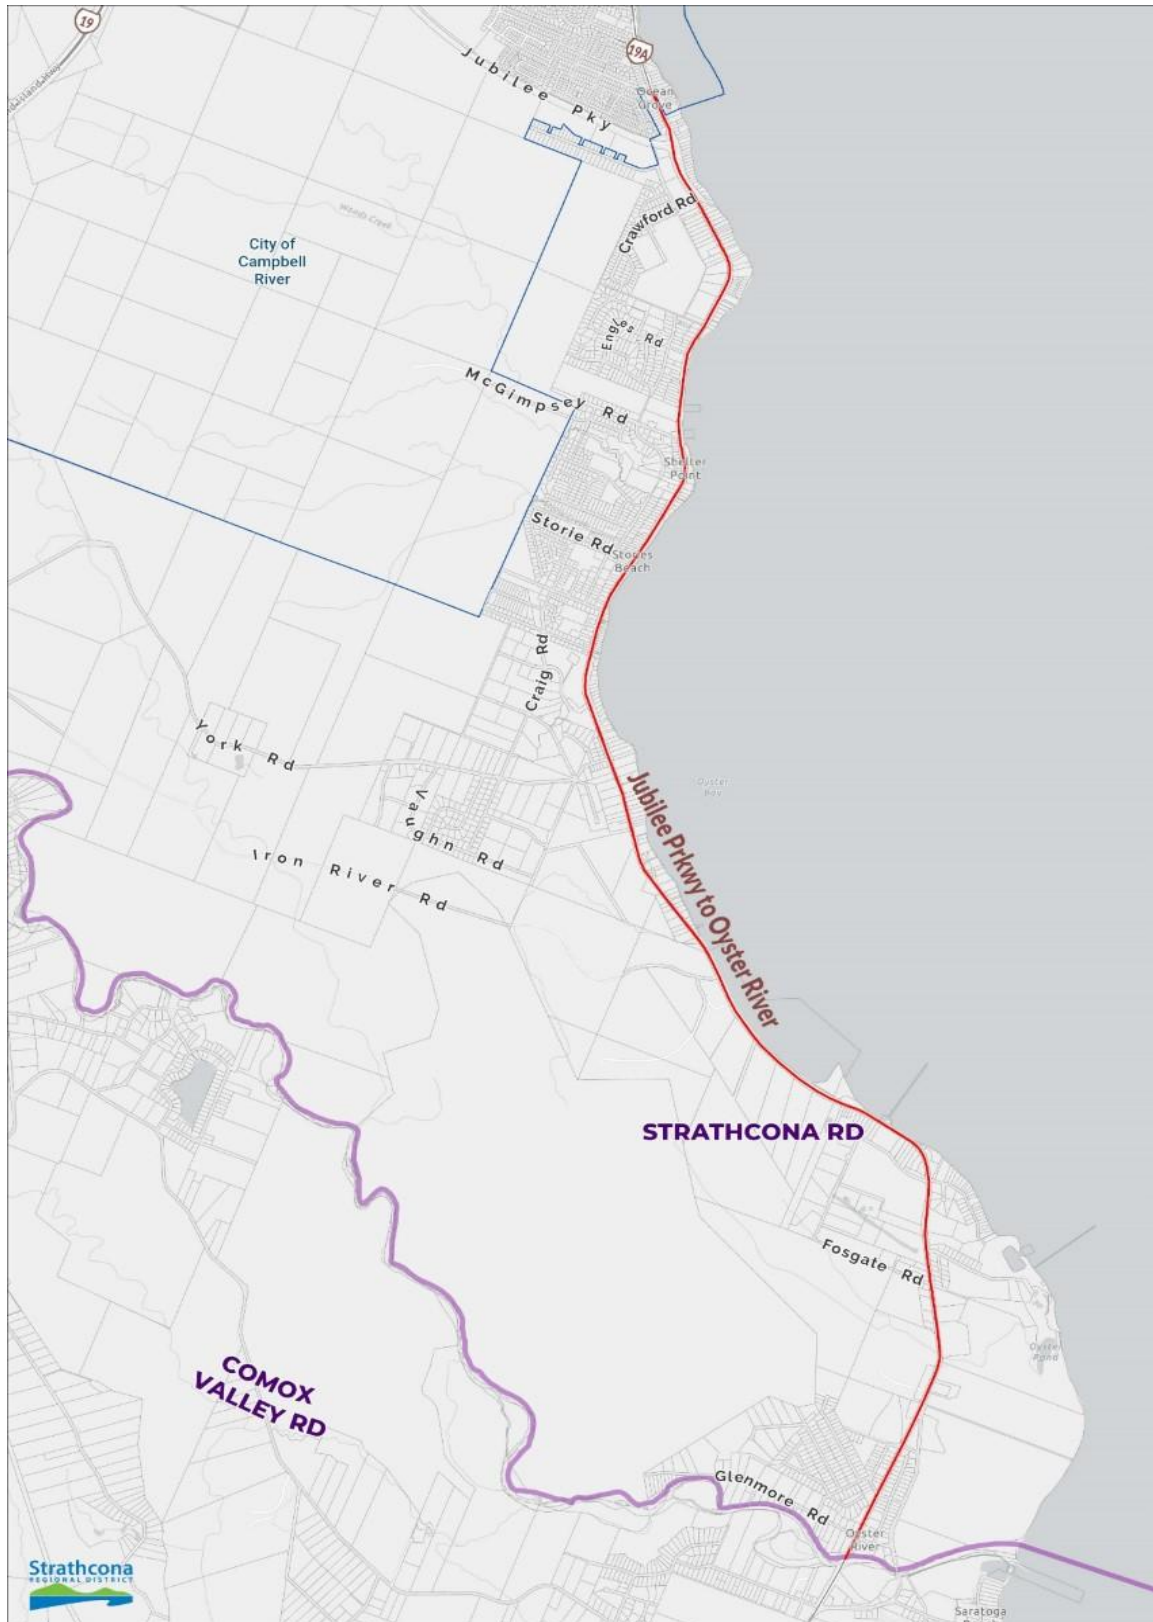 19
19A
Jubilee Pky
Ocean
Grove
Crawford Rd
Woods Creek
City of
Campbell
River
Engles Rd
McGimpsey Rd
Shelter
Point
Storie Rd
Stories
Beach
Craig Rd
York Rd
Oyster
Bay
Jubilee Prkwy to Oyster River
Vaughn Rd
Iron River Rd
STRATHCONA RD
Fosgate Rd
Oyster
Pond
COMOX
VALLEY RD
Glenmore Rd
Oyster
River
Strathcona
REGIONAL DISTRICT
Saratoga